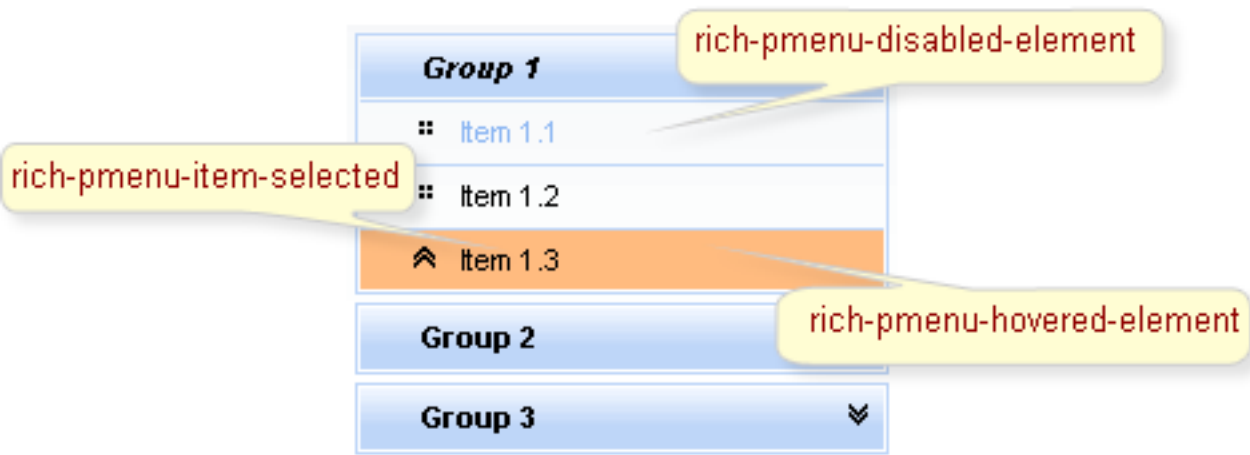 rich-pmenu-disabled-element
Group 1
Item 1.1
rich-pmenu-item-selected
Item 1.2
Item 1.3
rich-pmenu-hovered-element
Group 2
Group 3